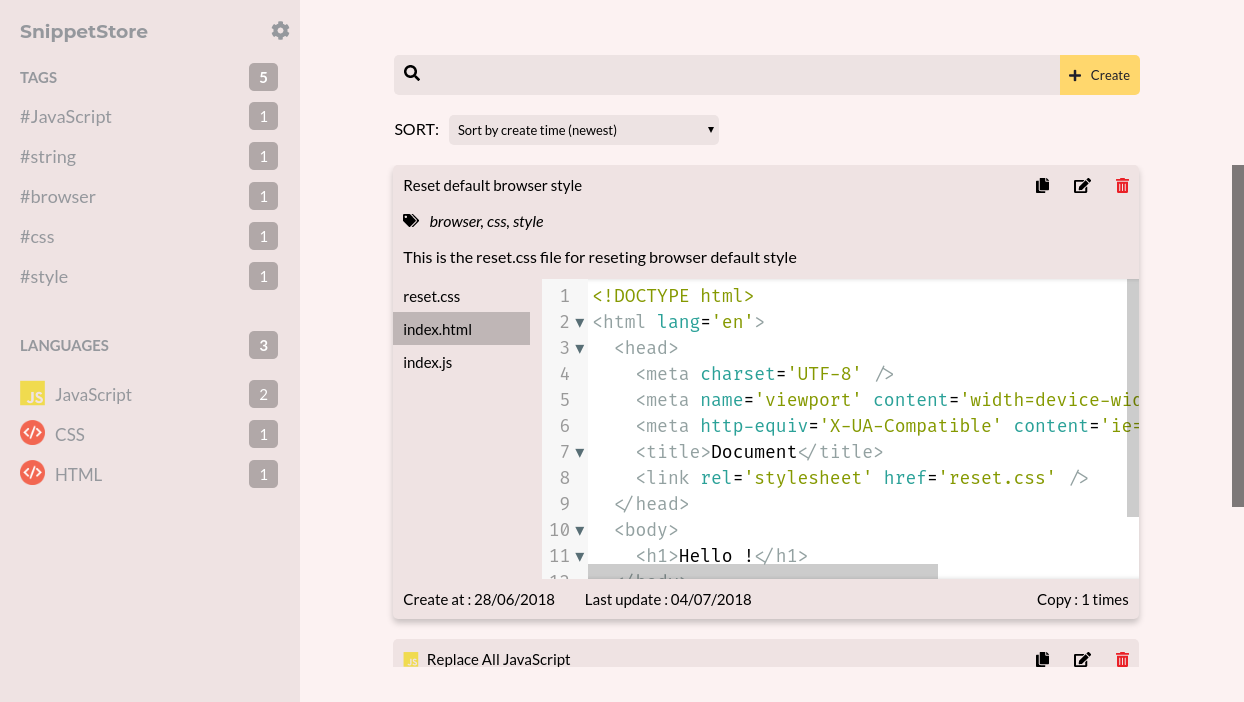 SnippetStore
TAGS 5
#JavaScript 1
#string 1
#browser 1
#css 1
#style 1
LANGUAGES 3
JS JavaScript 2
CSS 1
HTML 1
Create
SORT: Sort by create time (newest)
Reset default browser style
browser, css, style
This is the reset.css file for reseting browser default style
reset.css
index.html
index.js
1 <!DOCTYPE html>
2 <html lang='en'>
3 <head>
4 <meta charset='UTF-8' />
5 <meta name='viewport' content='width=device-wid
6 <meta http-equiv='X-UA-Compatible' content='ie=
7 <title>Document</title>
8 <link rel='stylesheet' href='reset.css' />
9 </head>
10 <body>
11 <h1>Hello !</h1>
12 </body>
Create at : 28/06/2018 Last update : 04/07/2018 Copy : 1 times
JS Replace All JavaScript